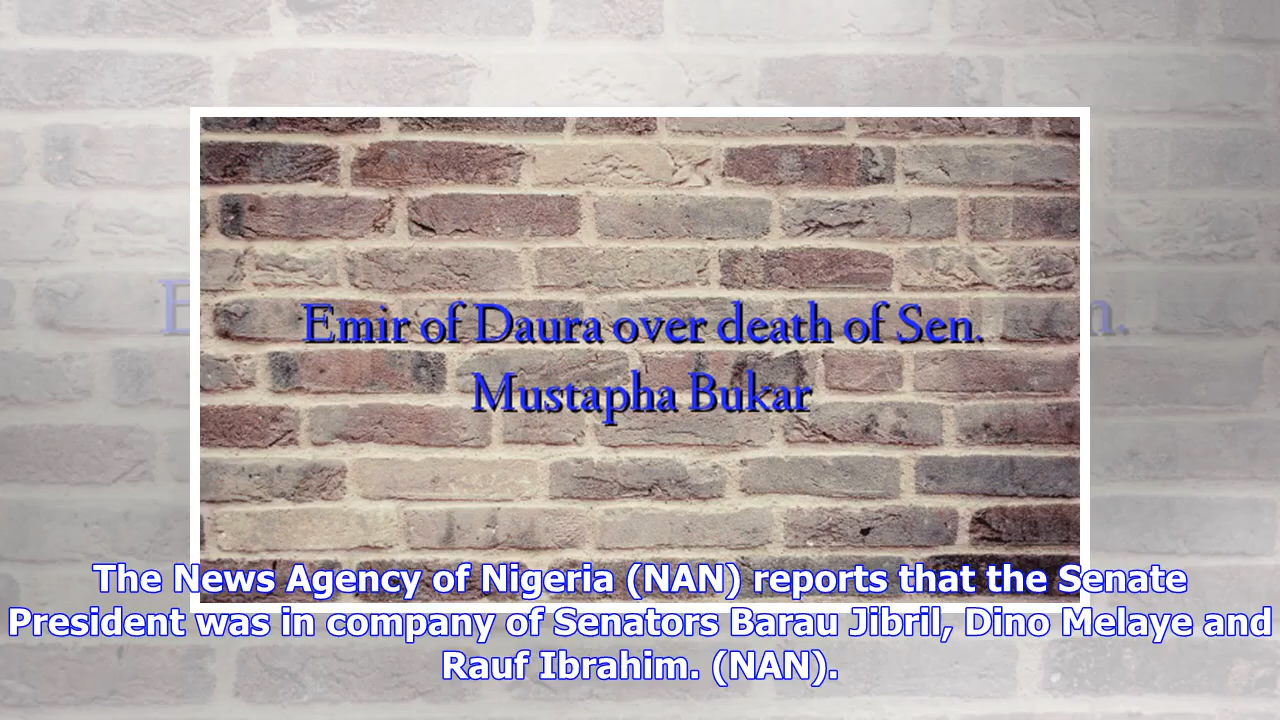 Emir of Daura over death of Sen.
Mustapha Bukar
The News Agency of Nigeria (NAN) reports that the Senate
President was in company of Senators Barau Jibril, Dino Melaye and
Rauf Ibrahim. (NAN).